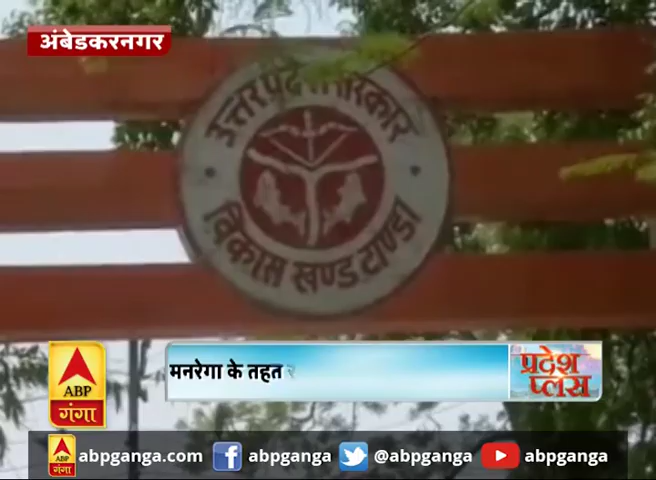 अंबेडकरनगर
उत्तर प्रदेश सरकार
विकास खण्ड टाण्डा
ABP
गंगा
मनरेगा के तहत
प्रदेश
प्लस
ABP
गंगा
abpganga.com abpganga @abpganga abpganga